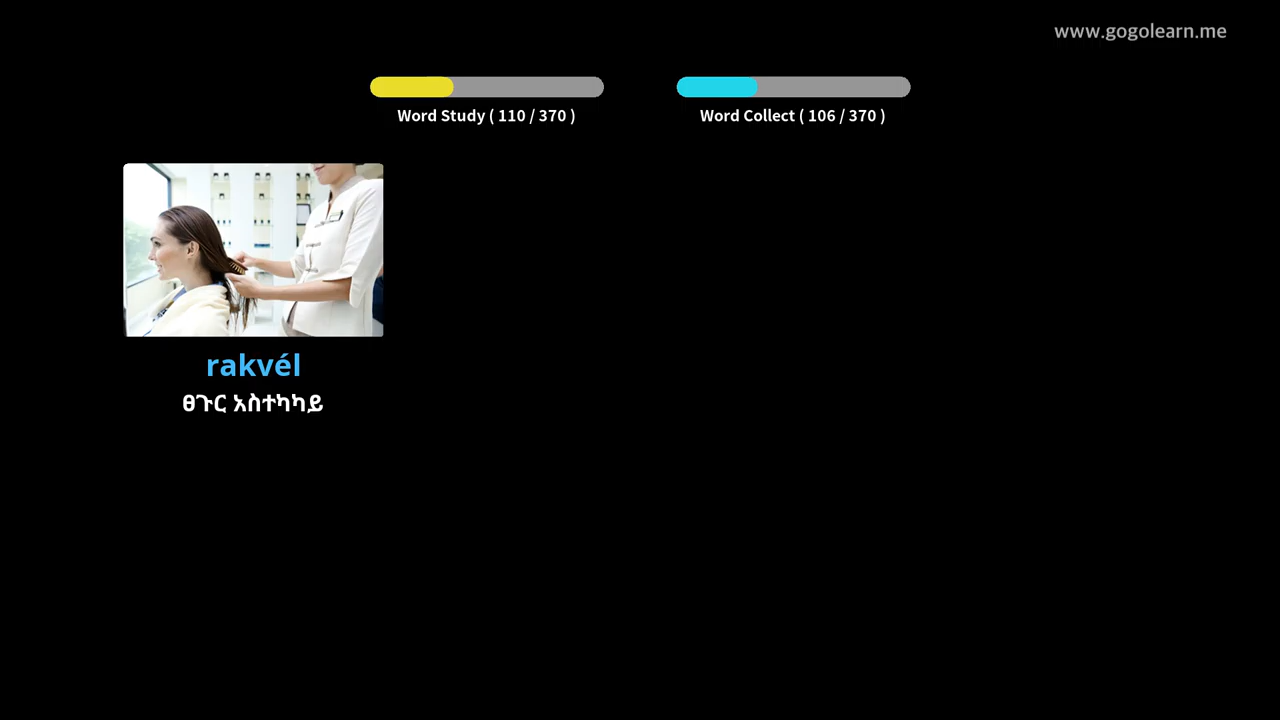 www.gogolearn.me
Word Study ( 110 / 370 )
Word Collect ( 106 / 370 )
rakvél
ፀጉር አስተካካይ